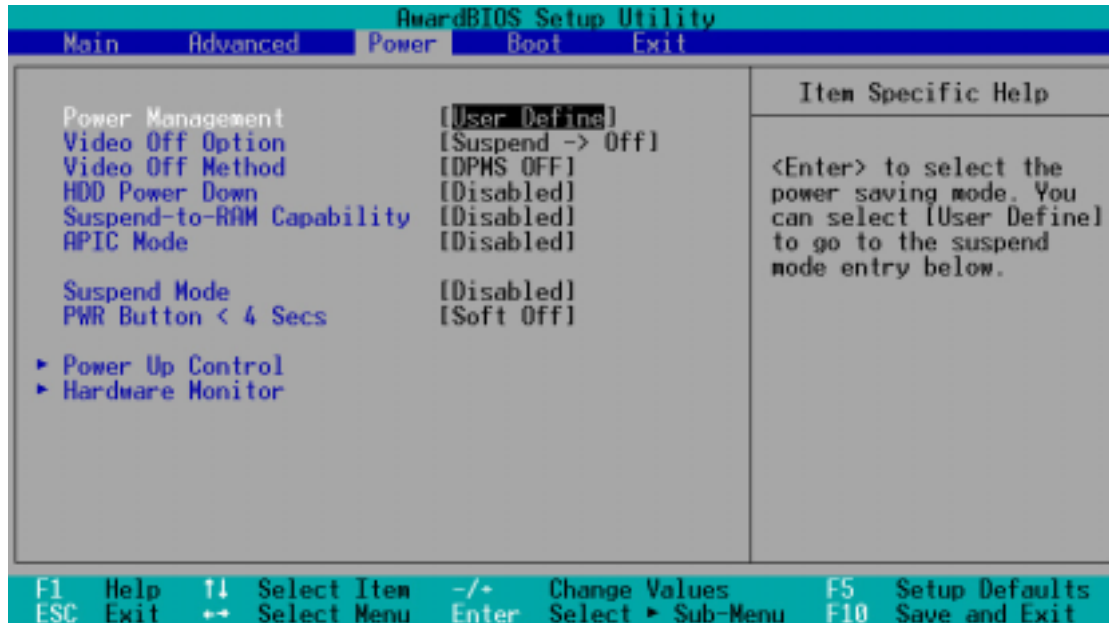 AwardBIOS Setup Utility
Main Advanced Power Boot Exit
Power Management [User Define]
Video Off Option [Suspend -> Off]
Video Off Method [DPMS OFF]
HDD Power Down [Disabled]
Suspend-to-RAM Capability [Disabled]
APIC Mode [Disabled]
Suspend Mode [Disabled]
PWR Button < 4 Secs [Soft Off]
► Power Up Control
► Hardware Monitor
Item Specific Help
<Enter> to select the
power saving mode. You
can select [User Define]
to go to the suspend
mode entry below.
F1 Help ↑↓ Select Item -/+ Change Values F5 Setup Defaults
ESC Exit ←→ Select Menu Enter Select ► Sub-Menu F10 Save and Exit